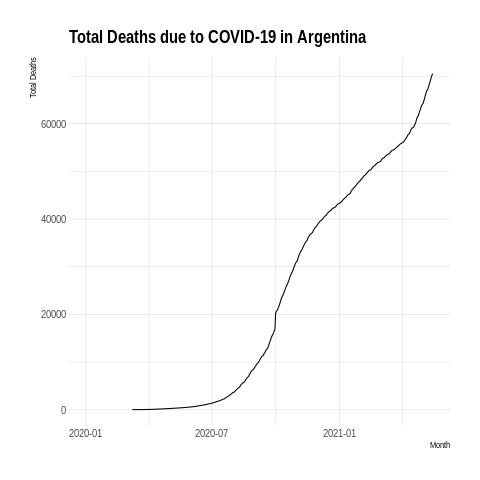 Total Deaths due to COVID-19 in Argentina
Total Deaths
60000
40000
20000
0
2020-01
2020-07
2021-01
Month